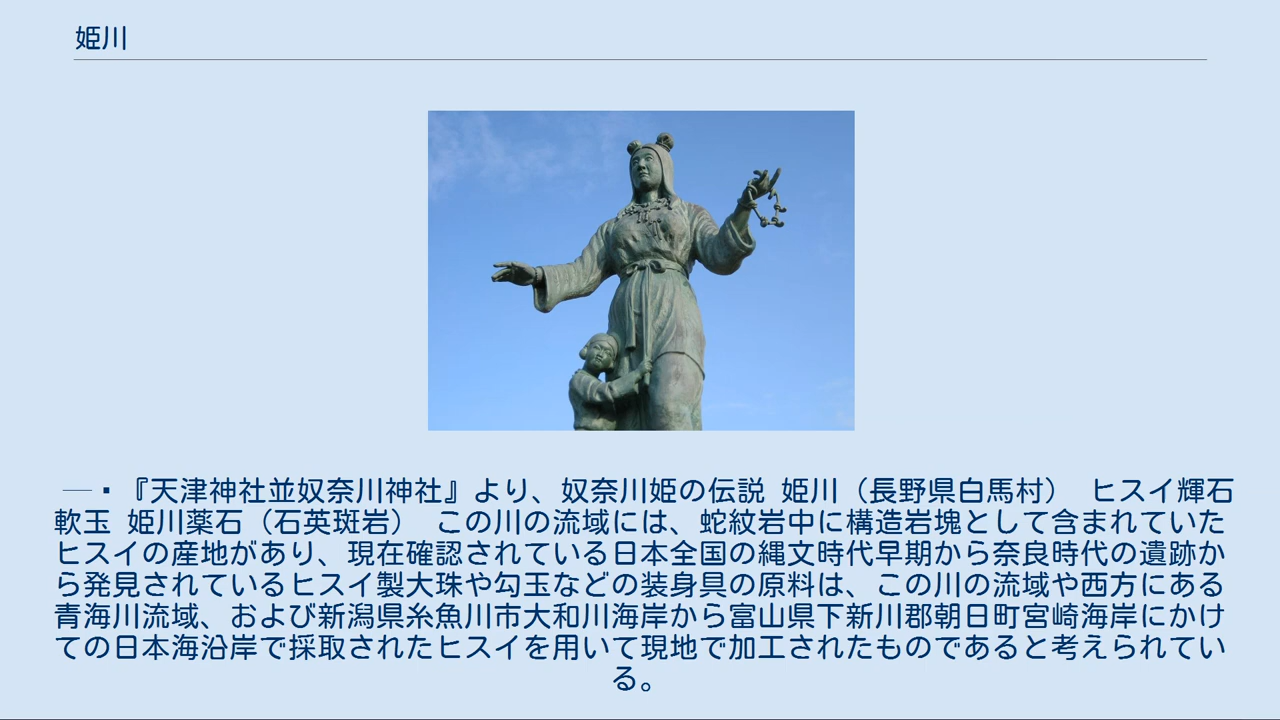 姫川
―・『天津神社並奴奈川神社』より、奴奈川姫の伝説 姫川（長野県白馬村） ヒスイ輝石
軟玉 姫川薬石（石英斑岩） この川の流域には、蛇紋岩中に構造岩塊として含まれていた
ヒスイの産地があり、現在確認されている日本全国の縄文時代早期から奈良時代の遺跡か
ら発見されているヒスイ製大珠や勾玉などの装身具の原料は、この川の流域や西方にある
青海川流域、および新潟県糸魚川市大和川海岸から富山県下新川郡朝日町宮崎海岸にかけ
ての日本海沿岸で採取されたヒスイを用いて現地で加工されたものであると考えられてい
る。